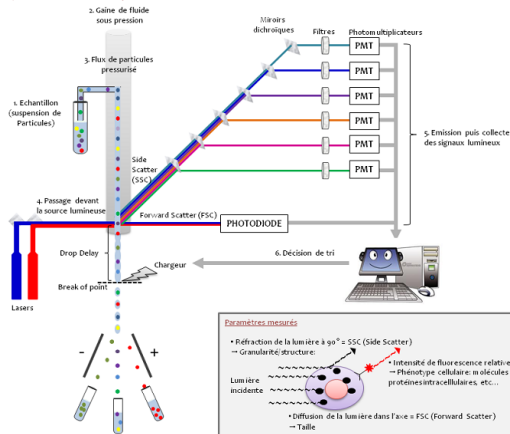 2. Gaine de fluide
sous pression
Miroirs
dichroïques
Filtres
Photomultiplicateurs
3. Flux de particules
pressurisé
1. Echantillon
(suspension de
Particules)
PMT
PMT
PMT
PMT
PMT
PMT
5. Emission puis collecte
des signaux lumineux
Side
Scatter
(SSC)
4. Passage devant
la source lumineuse
Forward Scatter (FSC)
PHOTODIODE
Drop Delay
Chargeur
6. Décision de tri
Break of point
Lasers
-
+
Paramètres mesurés
• Réfraction de la lumière à 90° = SSC (Side Scatter)
→ Granularité/structure:
• Intensité de fluorescence relative
→ Phénotype cellulaire: molécules
protéines intracelllulaires, etc...
Lumière
incidente
• Diffusion de la lumière dans l'axe = FSC (Forward Scatter)
→ Taille